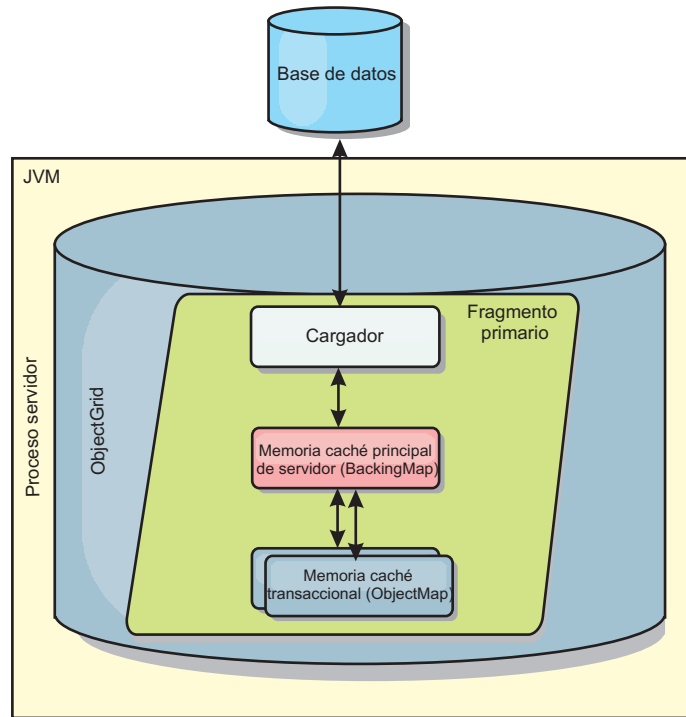 Base de datos
JVM
Proceso servidor
ObjectGrid
Fragmento
primario
Cargador
Memoria caché principal
de servidor (BackingMap)
Memoria caché
transaccional (ObjectMap)